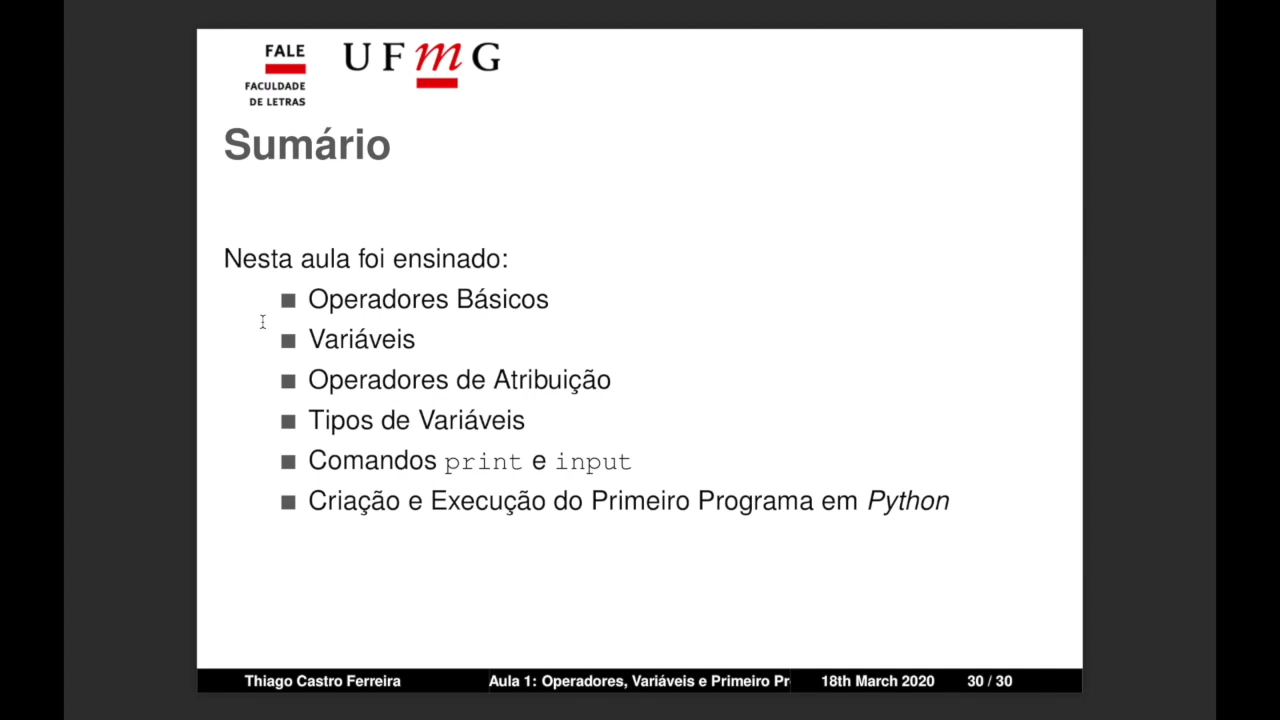 FALE
FACULDADE
DE LETRAS
UFmG
Sumário
Nesta aula foi ensinado:
Operadores Básicos
Variáveis
Operadores de Atribuição
Tipos de Variáveis
Comandos print e input
Criação e Execução do Primeiro Programa em Python
Thiago Castro Ferreira Aula 1: Operadores, Variáveis e Primeiro Pr 18th March 2020 30 / 30